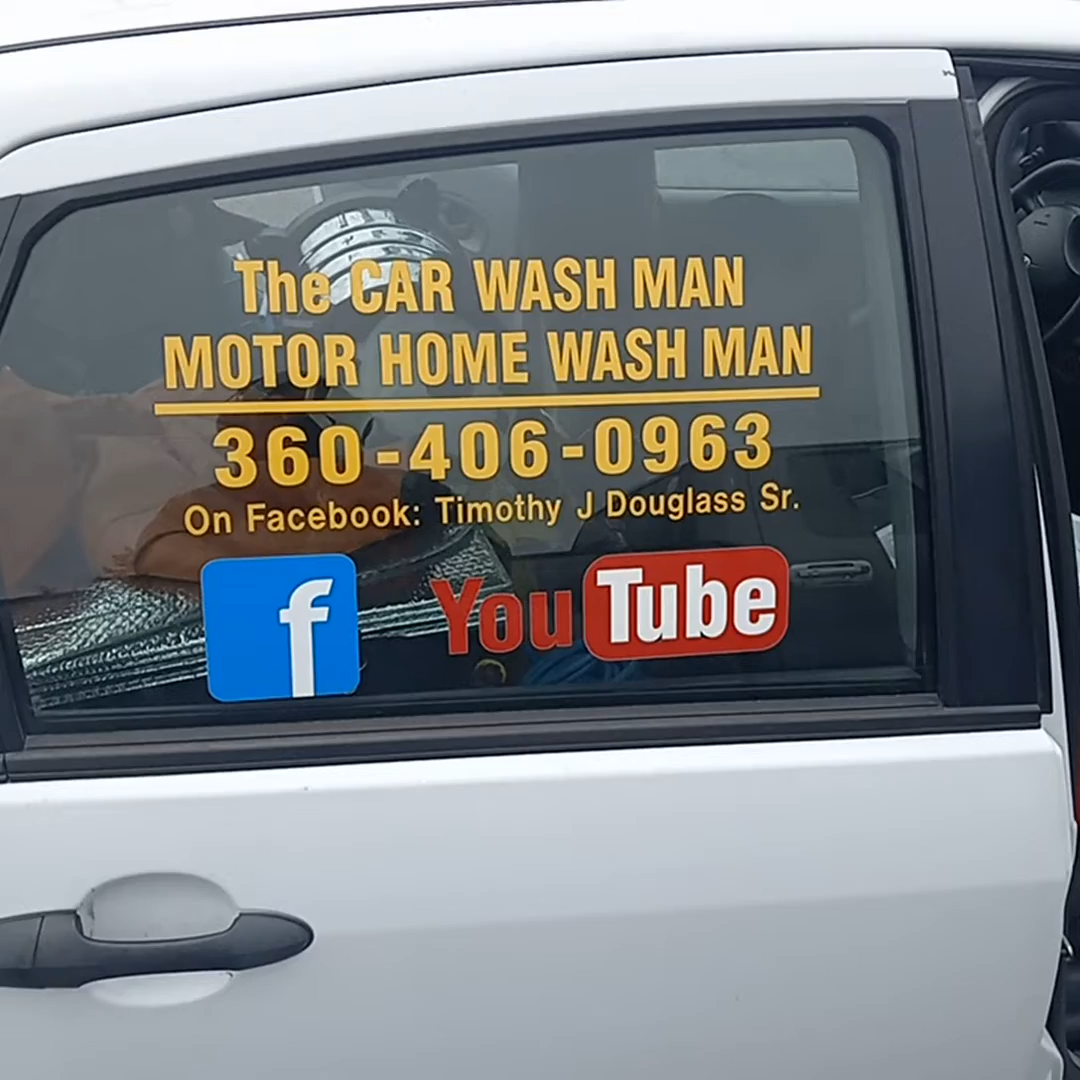 The CAR WASH MAN
MOTOR HOME WASH MAN
360-406-0963
On Facebook: Timothy J Douglass Sr.
f YouTube